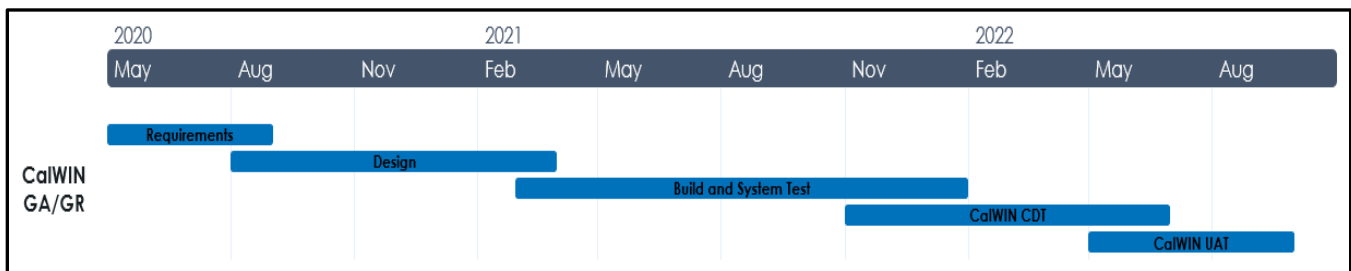 2020 2021 2022
May Aug Nov Feb May Aug Nov Feb May Aug
Requirements
Design
Build and System Test
CalWIN CDT
CalWIN UAT
CalWIN
GA/GR